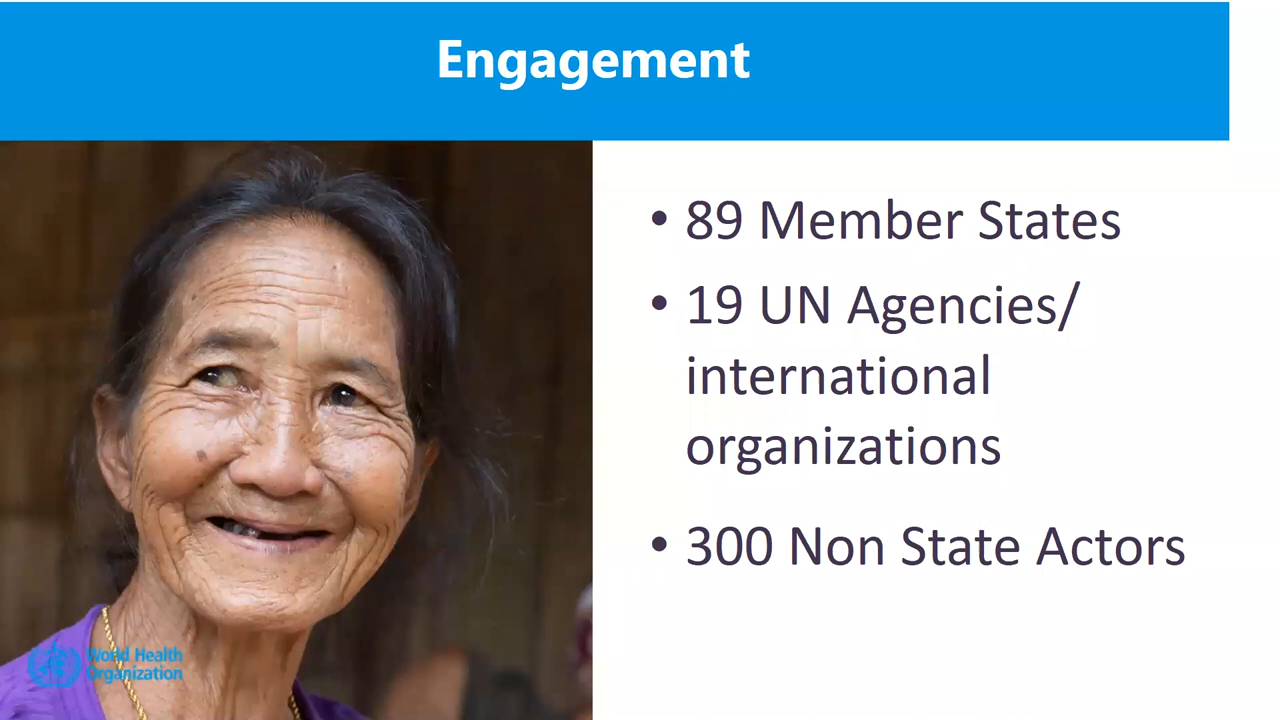 Engagement
• 89 Member States
• 19 UN Agencies/
international
organizations
• 300 Non State Actors
World Health
Organization